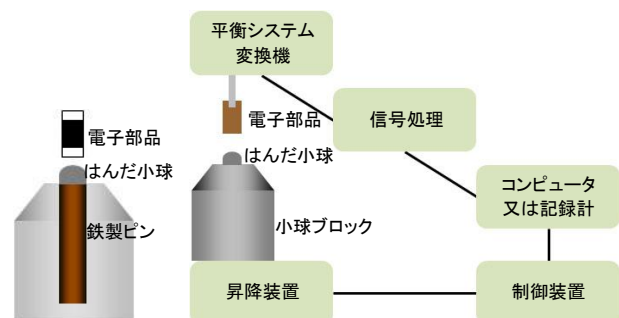 電子部品
はんだ小球
鉄製ピン
平衡システム
変換機
電子部品
はんだ小球
小球ブロック
昇降装置
信号処理
コンピュータ
又は記録計
制御装置